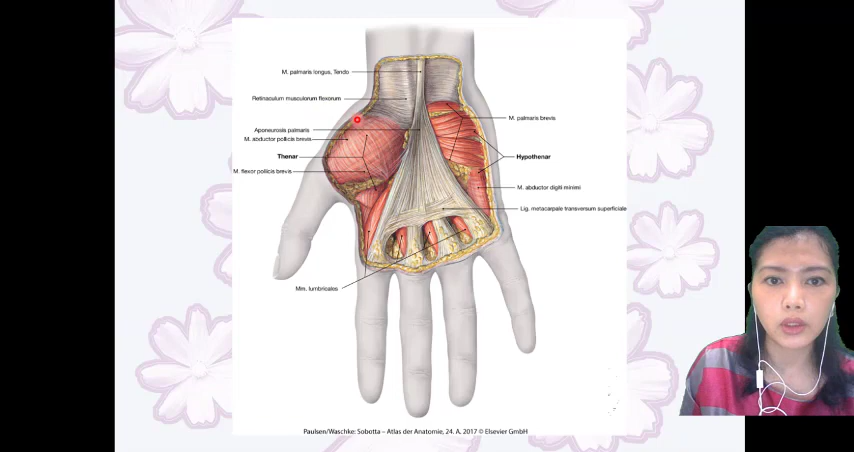 M. palmaris longus, Tendo
Retinaculum musculorum flexorum
Aponeurosis palmaris
M. abductor pollicis brevis
Thenar
M. flexor pollicis brevis
Mm. lumbricales
M. palmaris brevis
Hypothenar
M. abductor digiti minimi
Lig. metacarpale transversum superficiale
Paulsen/Waschke: Sobotta – Atlas der Anatomie, 24. A. 2017 © Elsevier GmbH